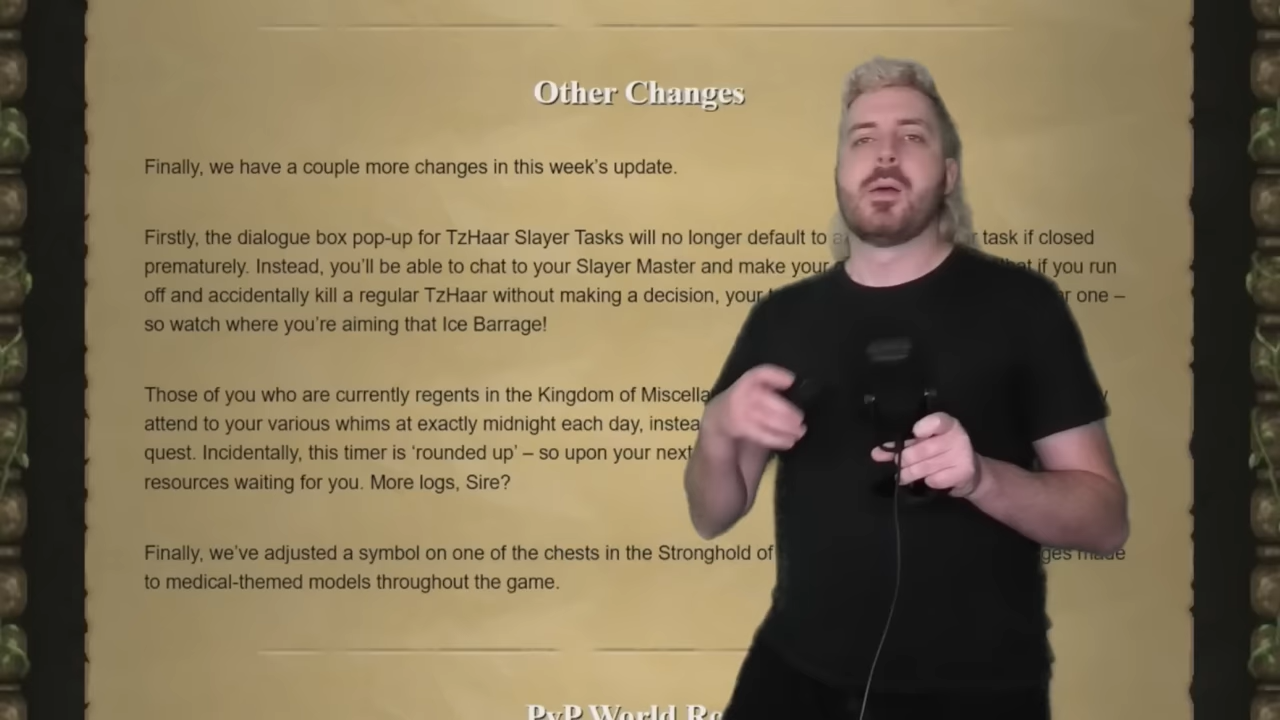 Other Changes
Finally, we have a couple more changes in this week’s update.
Firstly, the dialogue box pop-up for TzHaar Slayer Tasks will no longer default to task if closed
prematurely. Instead, you’ll be able to chat to your Slayer Master and make your if you run
off and accidentally kill a regular TzHaar without making a decision, your one –
so watch where you’re aiming that Ice Barrage!
Those of you who are currently regents in the Kingdom of
attend to your various whims at exactly midnight each day,
quest. Incidentally, this timer is ‘rounded up’ – so upon your next
resources waiting for you. More logs, Sire?
Finally, we’ve adjusted a symbol on one of the chests in the Stronghold of made
to medical-themed models throughout the game.
PvP World